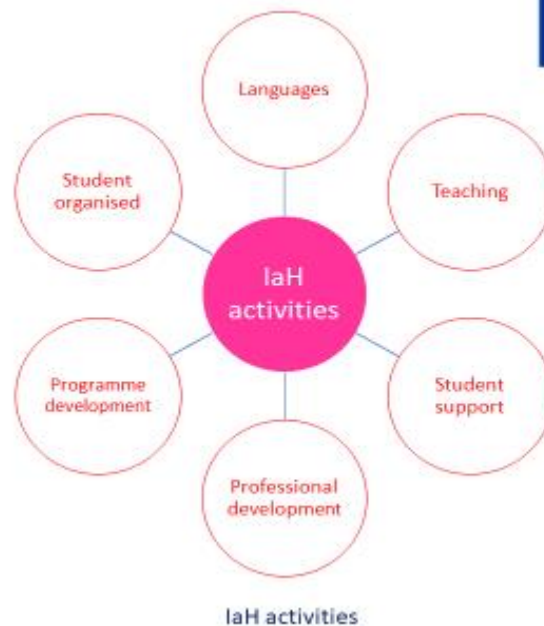 Languages
Teaching
Student
support
Professional
development
Programme
development
Student
organised
IaH
activities
IaH activities